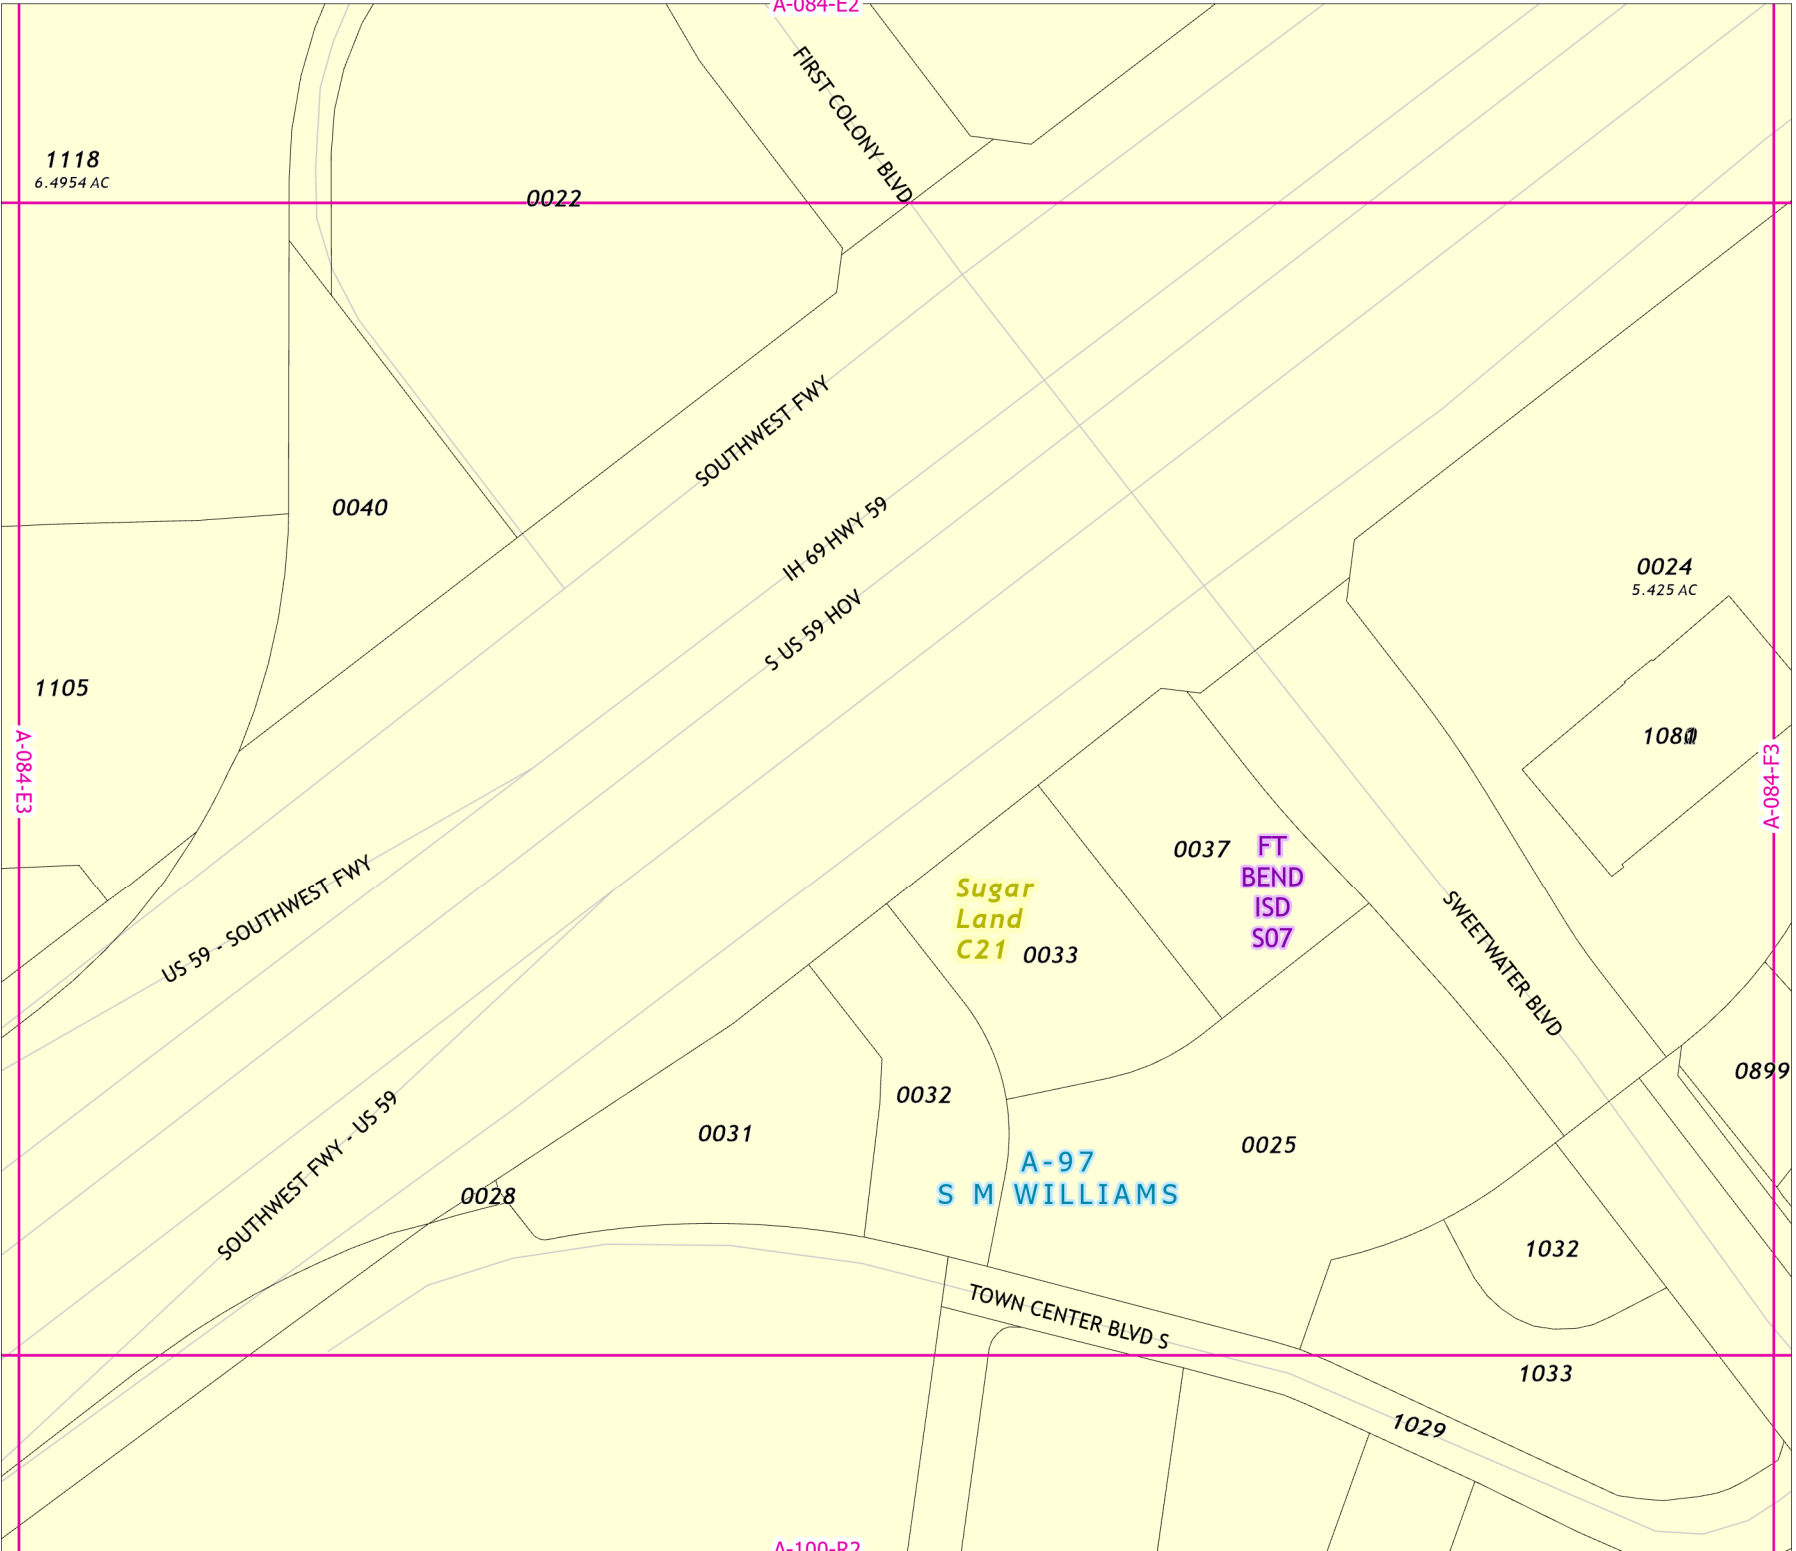 A-084-E2
FIRST COLONY BLVD
1118
6.4954 AC
0022
SOUTHWEST FWY
0040
IH 69 HWY 59
S US 59 HOV
0024
5.425 AC
1105
A-084-E3
A-084-F3
0037
FT
BEND
ISD
S07
Sugar
Land
C21
0033
US 59 - SOUTHWEST FWY
SWEETWATER BLVD
0899
0032
0031
0025
SOUTHWEST FWY - US 59
A-97
S M WILLIAMS
0028
1032
TOWN CENTER BLVD S
1033
1029
A-100-R2